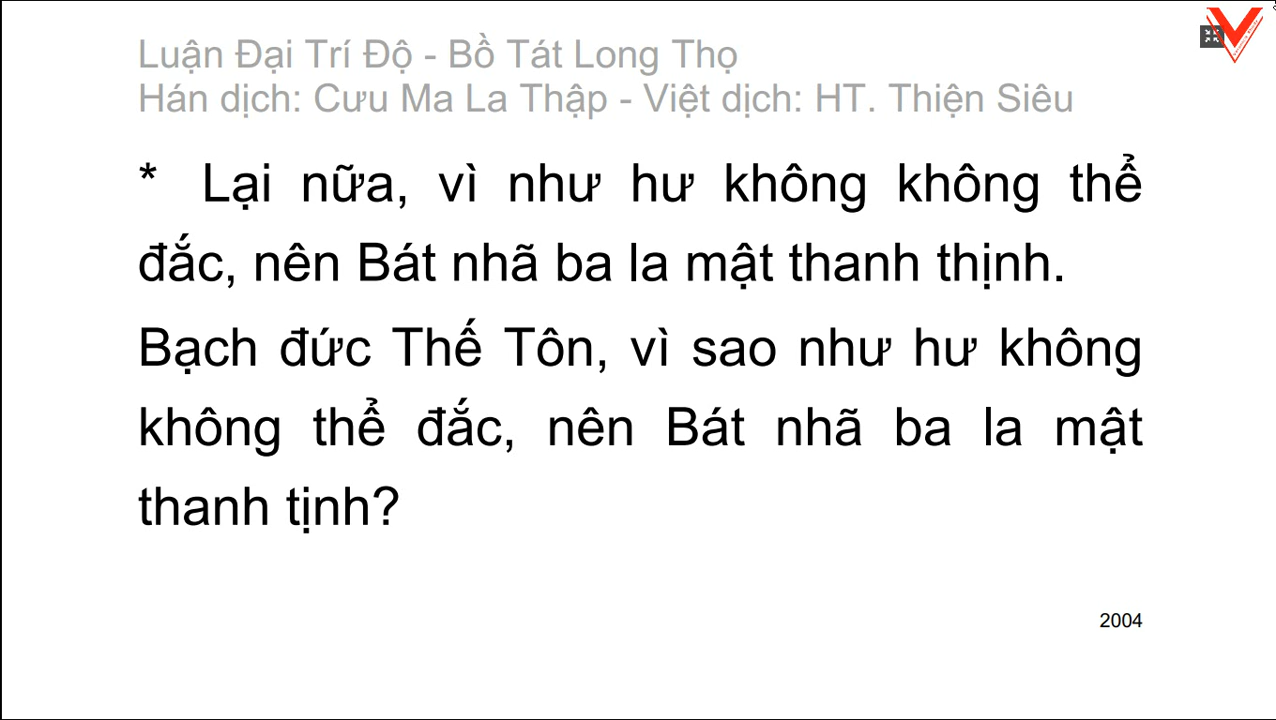 Luận Đại Trí Độ - Bồ Tát Long Thọ
Hán dịch: Cưu Ma La Thập - Việt dịch: HT. Thiện Siêu
* Lại nữa, vì như hư không không thể
đắc, nên Bát nhã ba la mật thanh thịnh.
Bạch đức Thế Tôn, vì sao như hư không
không thể đắc, nên Bát nhã ba la mật
thanh tịnh?
2004